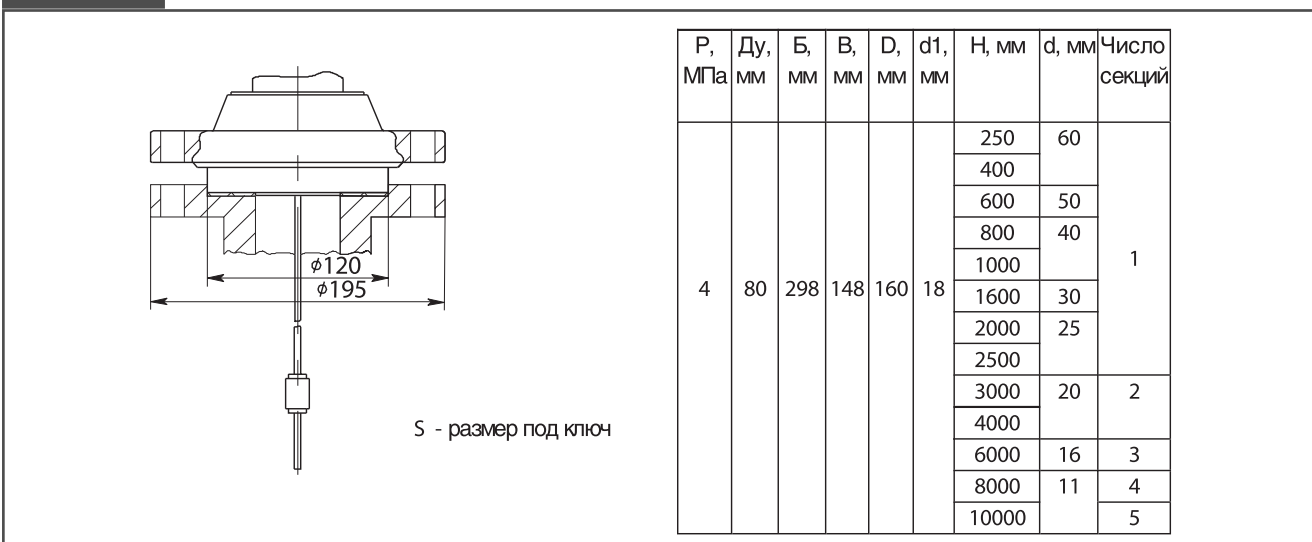 Р, Ду, Б, В, D, d1, Н, мм d, мм Число
МПа мм мм мм мм мм секций
250 60
400
600 50
800 40
1000
4 80 298 148 160 18 1600 30 1
2000 25
2500
3000 20 2
4000
6000 16 3
8000 11 4
10000 5
ϕ120
ϕ195
S - размер под ключ